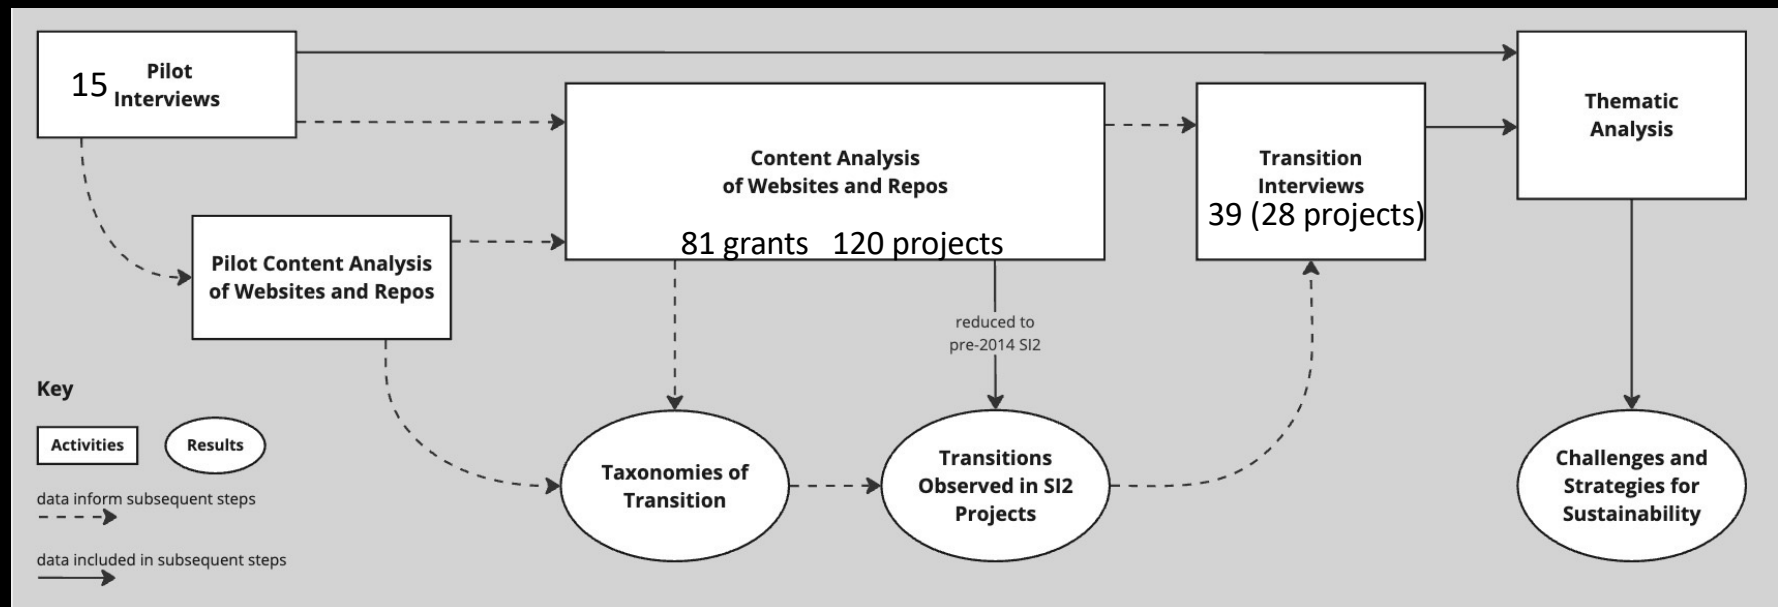 15 Pilot
Interviews
Pilot Content Analysis
of Websites and Repos
Content Analysis
of Websites and Repos
81 grants 120 projects
Transition
Interviews
39 (28 projects)
Thematic
Analysis
reduced to
pre-2014 SI2
Taxonomies of
Transition
Transitions
Observed in SI2
Projects
Challenges and
Strategies for
Sustainability
Key
Activities
Results
data inform subsequent steps
data included in subsequent steps